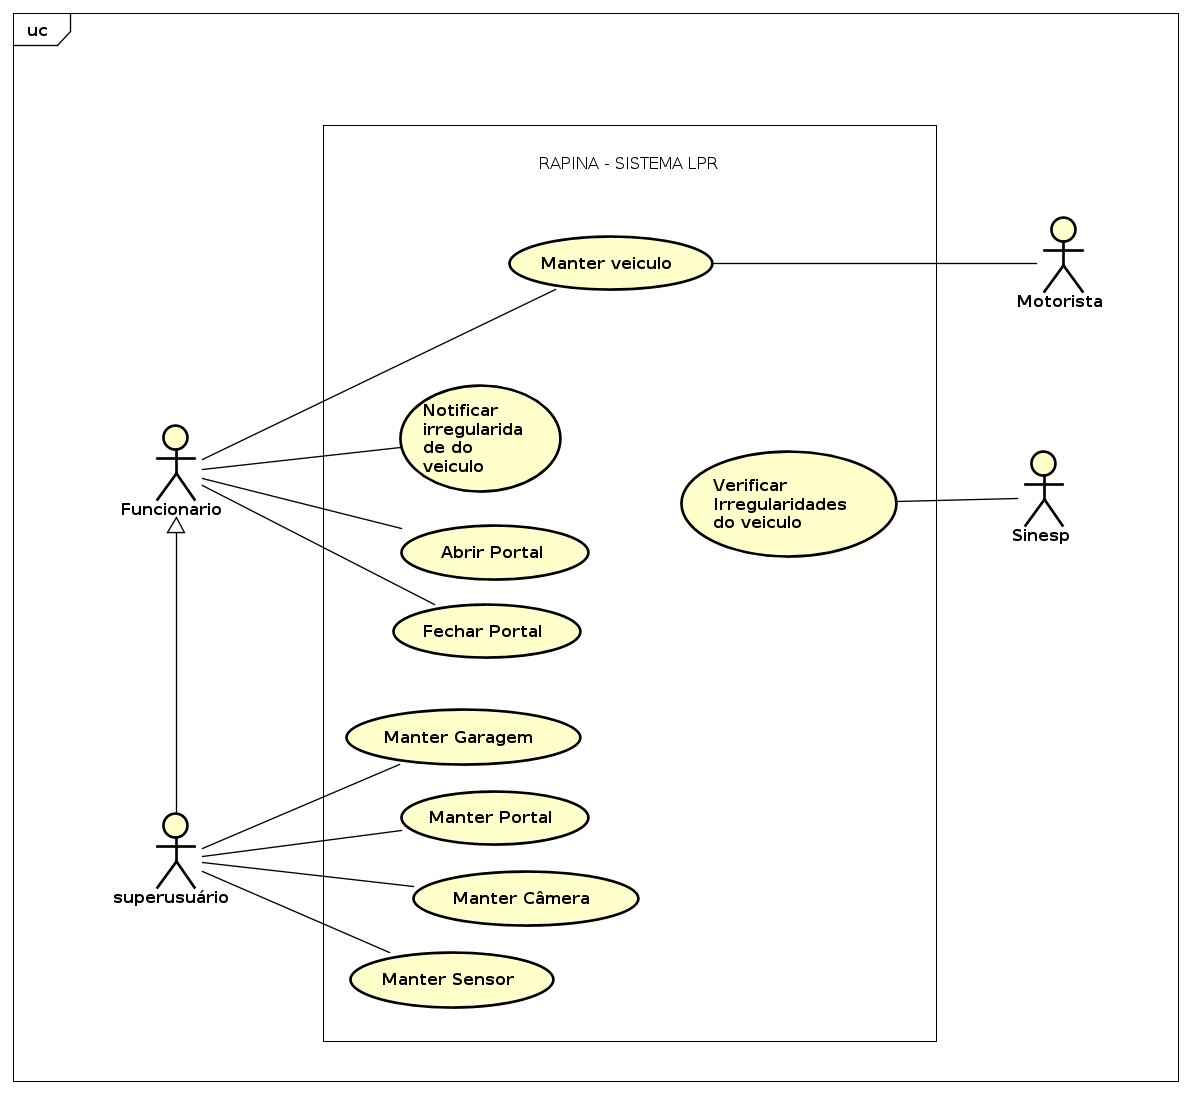 uc
RAPINA - SISTEMA LPR
Manter veiculo
Motorista
Notificar
irregularida
de do
veiculo
Funcionario
Verificar
Irregularidades
do veiculo
Sinesp
Abrir Portal
Fechar Portal
Manter Garagem
Manter Portal
superusuário
Manter Câmera
Manter Sensor